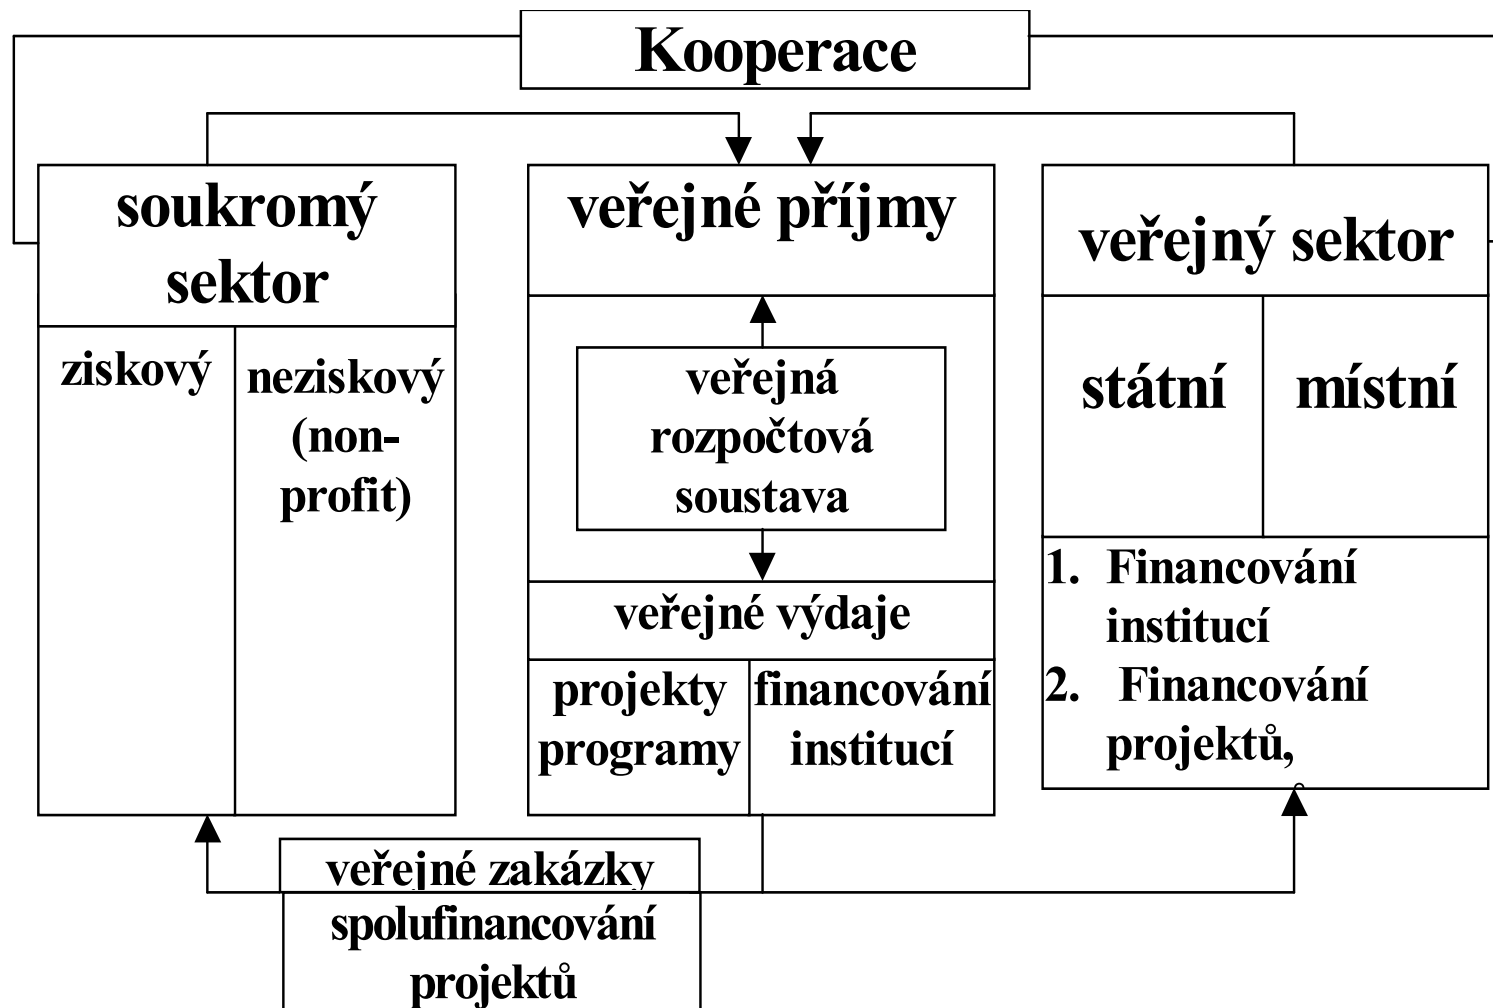 Kooperace
soukromý
sektor
ziskový
neziskový
(non-
profit)
veřejné příjmy
veřejná
rozpočtová
soustava
veřejné výdaje
projekty
programy
financování
institucí
veřejný sektor
státní
místní
1. Financování
institucí
2. Financování
projektů,
veřejné zakázky
spolufinancování
projektů